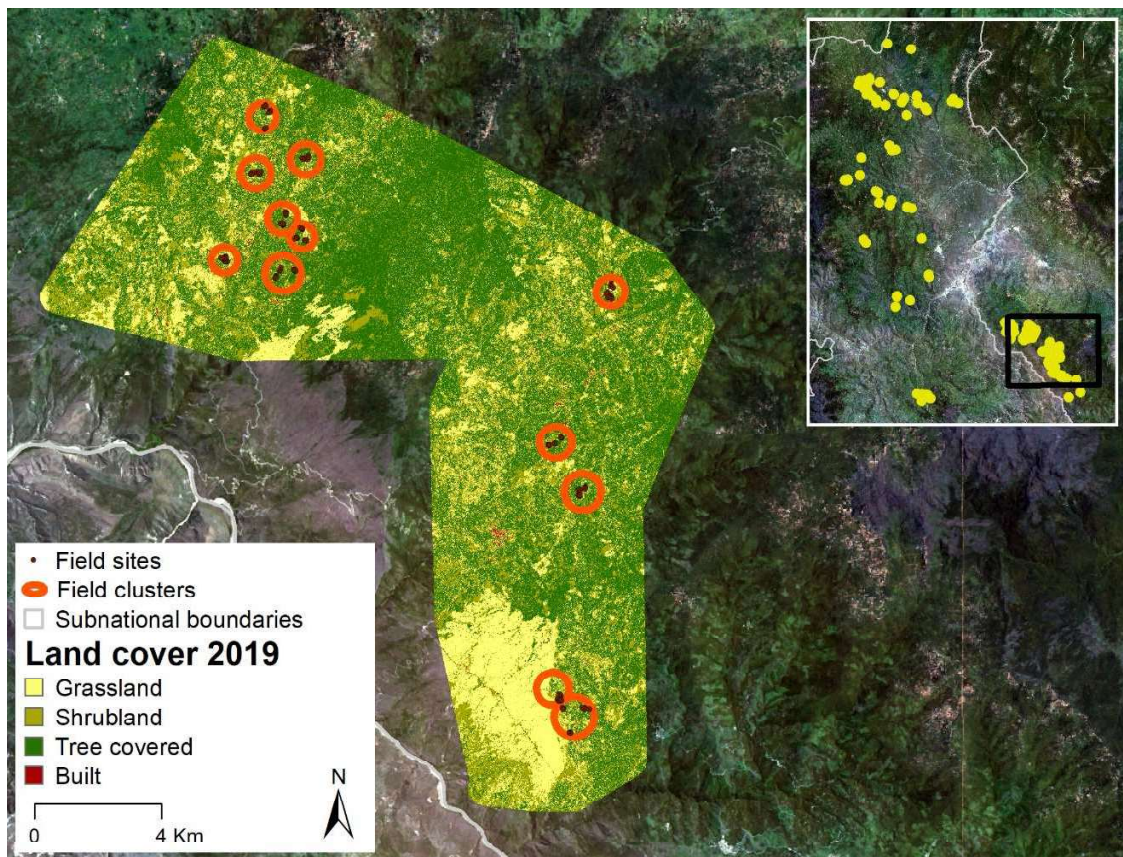 Field sites
Field clusters
Subnational boundaries
Land cover 2019
Grassland
Shrubland
Tree covered
Built
N
0 4 Km